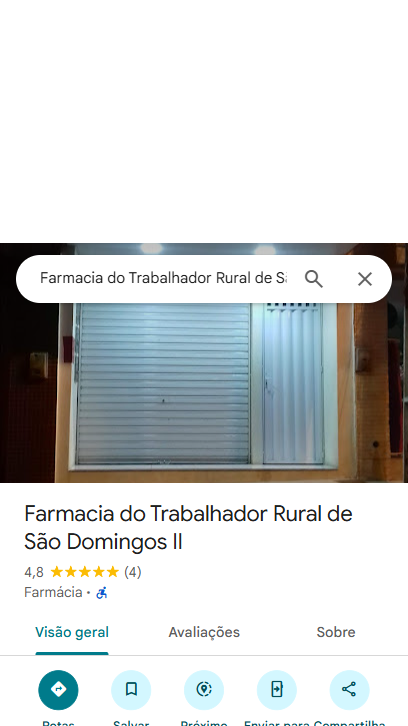 Farmacia do Trabalhador Rural de S
Farmacia do Trabalhador Rural de
São Domingos II
4,8 ★★★★★ (4)
Farmácia ·
Visão geral Avaliações Sobre
Rotas Salvar Próximo Enviar para Compartilha